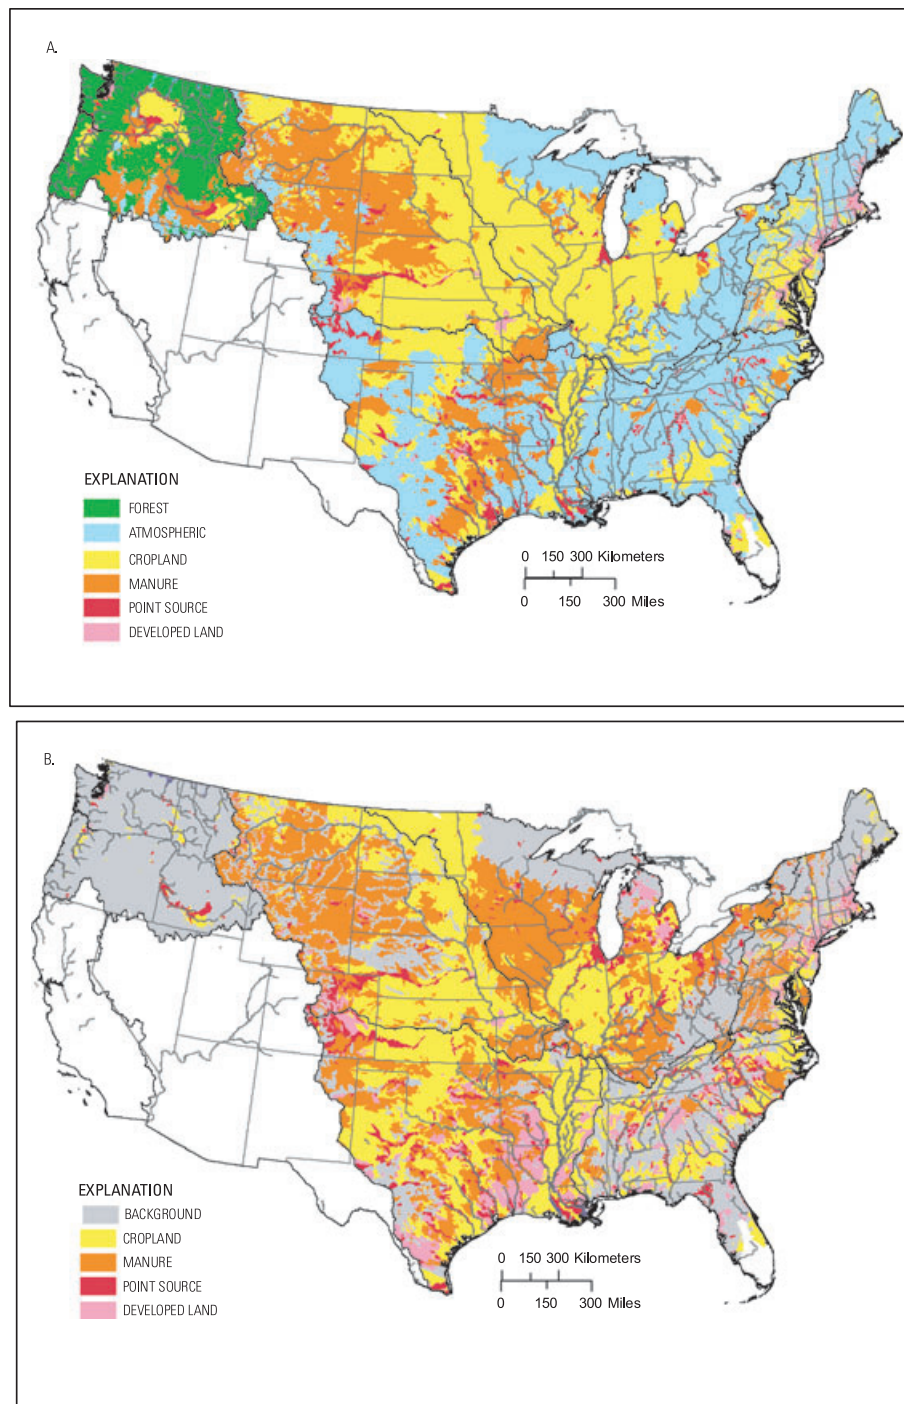 A.
EXPLANATION
FOREST
ATMOSPHERIC
CROPLAND
MANURE
POINT SOURCE
DEVELOPED LAND
0 150 300 Kilometers
0 150 300 Miles
B.
EXPLANATION
BACKGROUND
CROPLAND
MANURE
POINT SOURCE
DEVELOPED LAND
0 150 300 Kilometers
0 150 300 Miles